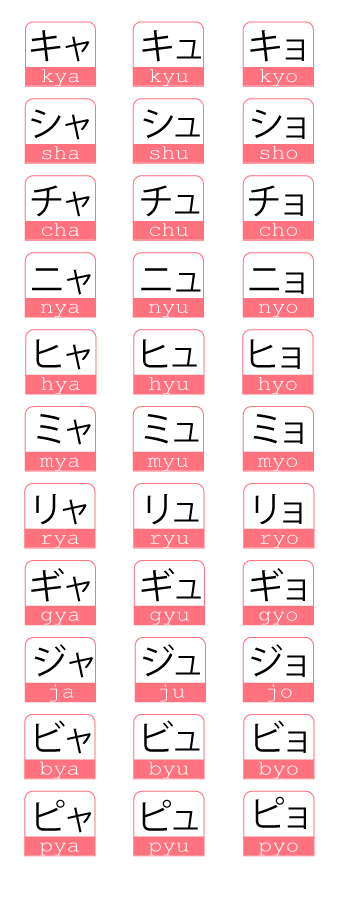 キャ キュ キョ
kya kyu kyo
シャ シュ ショ
sha shu sho
チャ チュ チョ
cha chu cho
ニャ ニュ ニョ
nya nyu nyo
ヒャ ヒュ ヒョ
hya hyu hyo
ミャ ミュ ミョ
mya myu myo
リャ リュ リョ
rya ryu ryo
ギャ ギュ ギョ
gya gyu gyo
ジャ ジュ ジョ
ja ju jo
ビャ ビュ ビョ
bya byu byo
ピャ ピュ ピョ
pya pyu pyo